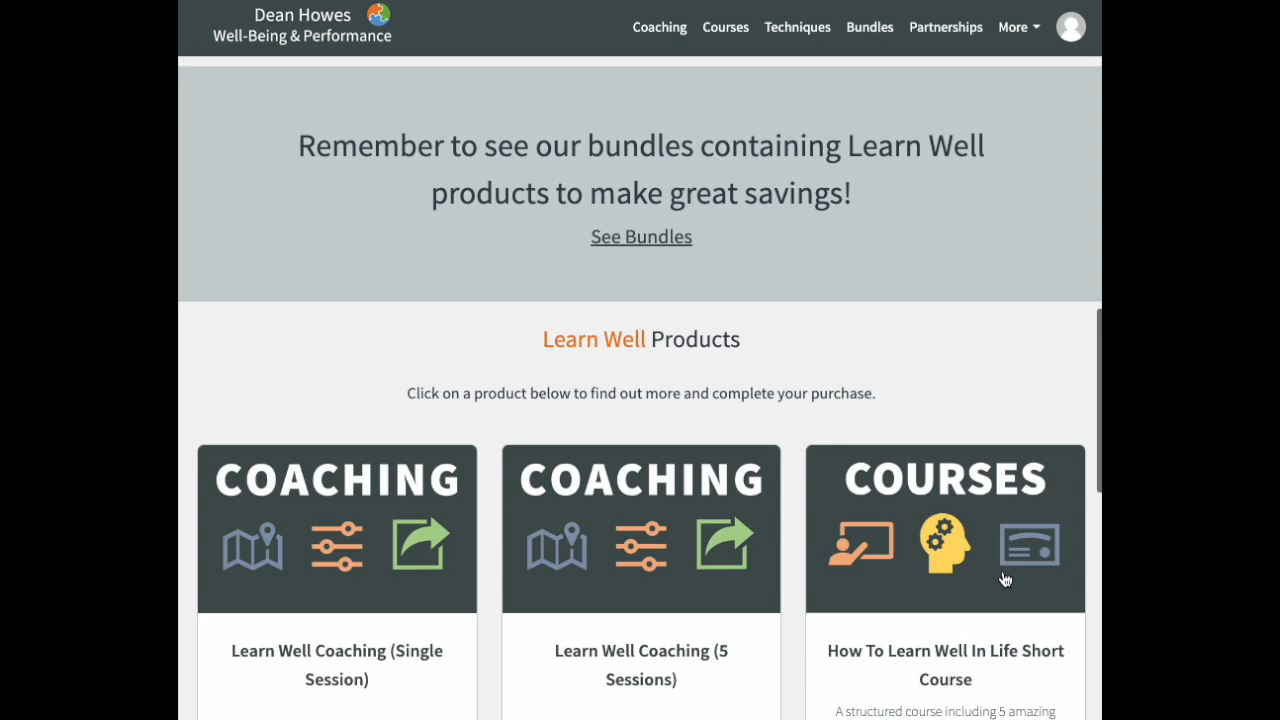 Dean Howes
Well-Being & Performance
Coaching Courses Techniques Bundles Partnerships More
Remember to see our bundles containing Learn Well
products to make great savings!
See Bundles
Learn Well Products
Click on a product below to find out more and complete your purchase.
COACHING
COACHING
COURSES
Learn Well Coaching (Single
Session)
Learn Well Coaching (5
Sessions)
How To Learn Well In Life Short
Course
A structured course including 5 amazing